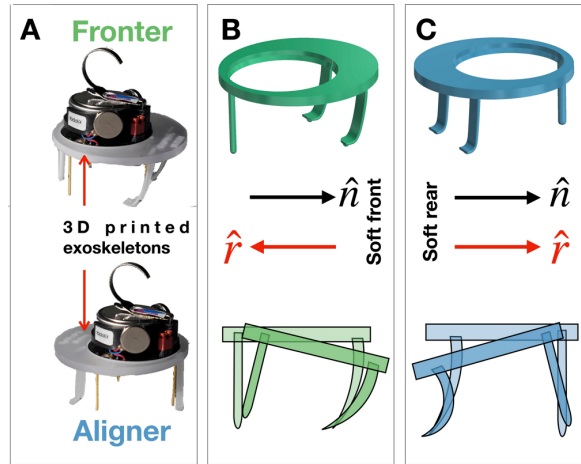 A
Fronter
3D printed
exoskeletons
Aligner
B
n̂
r̂
Soft front
C
Soft rear
n̂
r̂